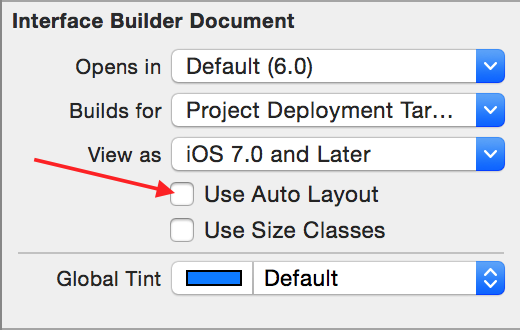 Interface Builder Document
Opens in Default (6.0)
Builds for Project Deployment Tar...
View as iOS 7.0 and Later
Use Auto Layout
Use Size Classes
Global Tint Default